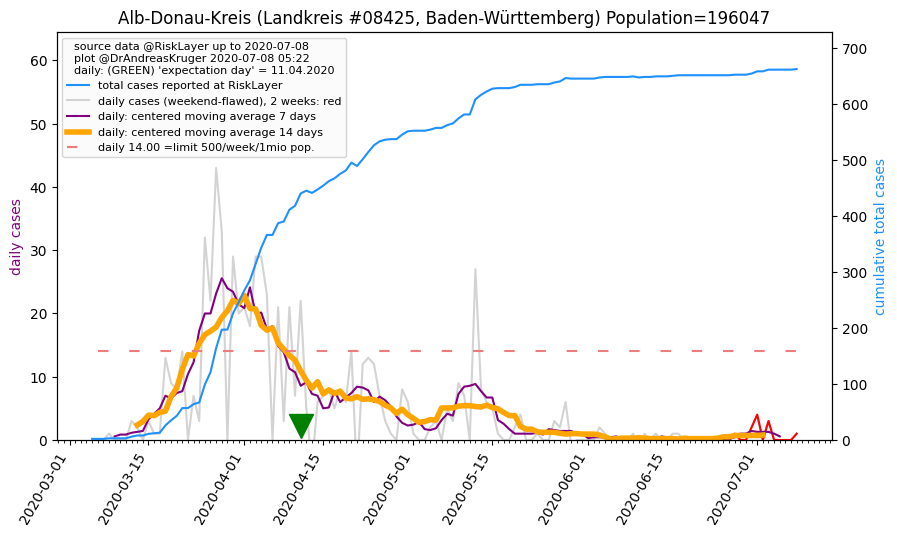 Alb-Donau-Kreis (Landkreis #08425, Baden-Württemberg) Population=196047
source data @RiskLayer up to 2020-07-08
plot @DrAndreasKruger 2020-07-08 05:22
daily: (GREEN) 'expectation day' = 11.04.2020
total cases reported at RiskLayer
daily cases (weekend-flawed), 2 weeks: red
daily: centered moving average 7 days
daily: centered moving average 14 days
daily 14.00 =limit 500/week/1mio pop.
daily cases
60
50
40
30
20
10
0
cumulative total cases
700
600
500
400
300
200
100
0
2020-03-01
2020-03-15
2020-04-01
2020-04-15
2020-05-01
2020-05-15
2020-06-01
2020-06-15
2020-07-01